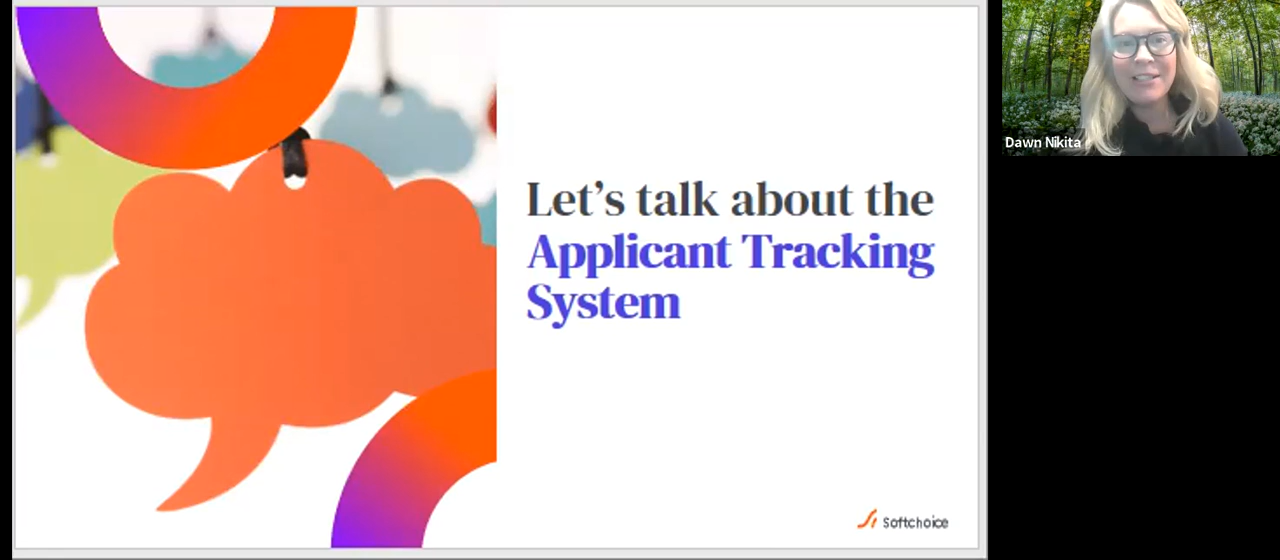 Let's talk about the
Applicant Tracking
System
Softchoice
Dawn Nikita